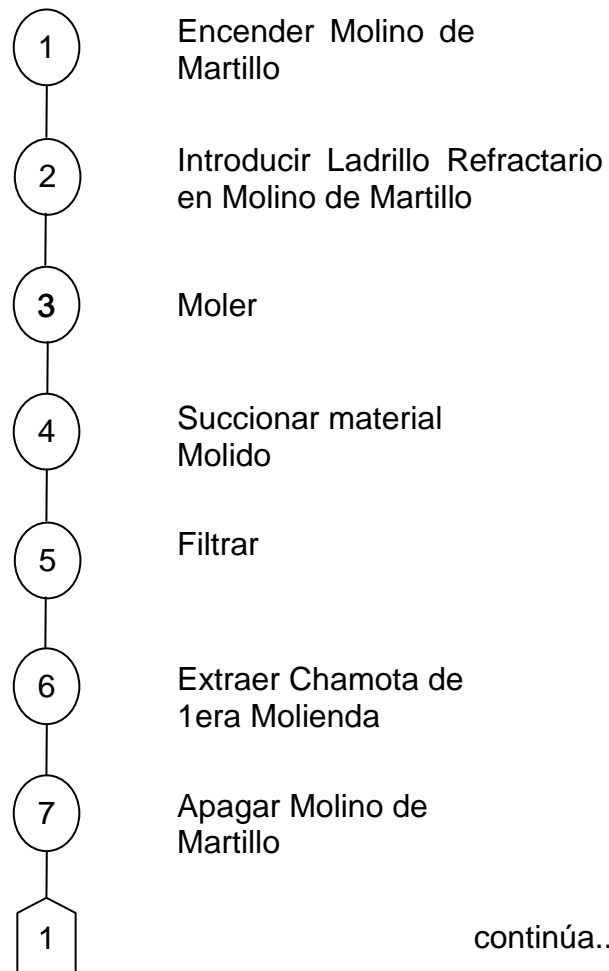 1
Encender Molino de
Martillo
2
Introducir Ladrillo Refractario
en Molino de Martillo
3
Moler
4
Succionar material
Molido
5
Filtrar
6
Extraer Chamota de
1era Molienda
7
Apagar Molino de
Martillo
1
continúa..